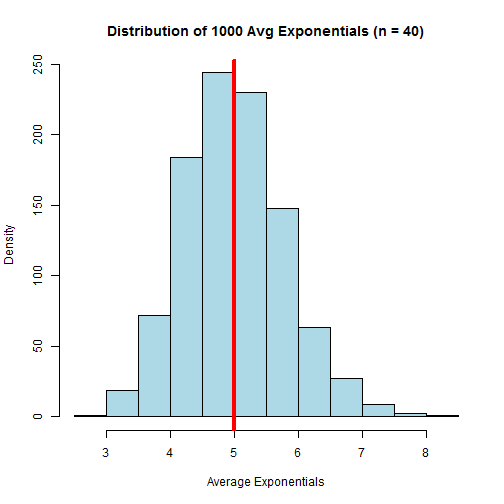 Distribution of 1000 Avg Exponentials (n = 40)
Density
250
200
150
100
50
0
3 4 5 6 7 8
Average Exponentials